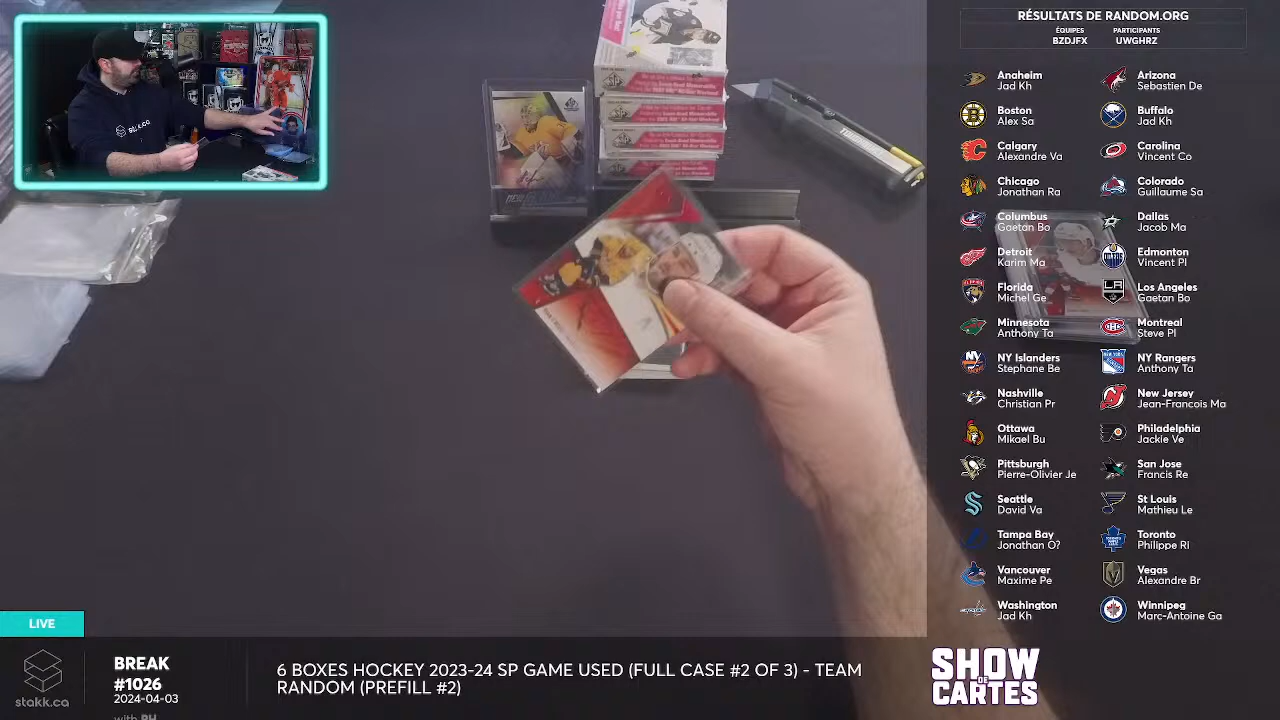 RÉSULTATS DE RANDOM.ORG
ÉQUIPES
BZDJFX
PARTICIPANTS
UWGHRZ
Anaheim
Jad Kh
Arizona
Sebastien De
Boston
Alex Sa
Buffalo
Jad Kh
Calgary
Alexandre Va
Carolina
Vincent Co
Chicago
Jonathan Ra
Colorado
Guillaume Sa
Columbus
Gaetan Bo
Dallas
Jacob Ma
Detroit
Karim Ma
Edmonton
Vincent Pl
Florida
Michel Ge
Los Angeles
Gaetan Bo
Minnesota
Anthony Ta
Montreal
Steve Pl
NY Islanders
Stephane Be
NY Rangers
Anthony Ta
Nashville
Christian Pr
New Jersey
Jean-Francois Ma
Ottawa
Mikael Bu
Philadelphia
Jackie Ve
Pittsburgh
Pierre-Olivier Je
San Jose
Francis Re
Seattle
David Va
St Louis
Mathieu Le
Tampa Bay
Jonathan O?
Toronto
Philippe RI
Vancouver
Maxime Pe
Vegas
Alexandre Br
Washington
Jad Kh
Winnipeg
Marc-Antoine Ga
LIVE
stakk.ca
BREAK
#1026
2024-04-03
with PH
6 BOXES HOCKEY 2023-24 SP GAME USED (FULL CASE #2 OF 3) - TEAM
RANDOM (PREFILL #2)
SHOW
OF
CARTES